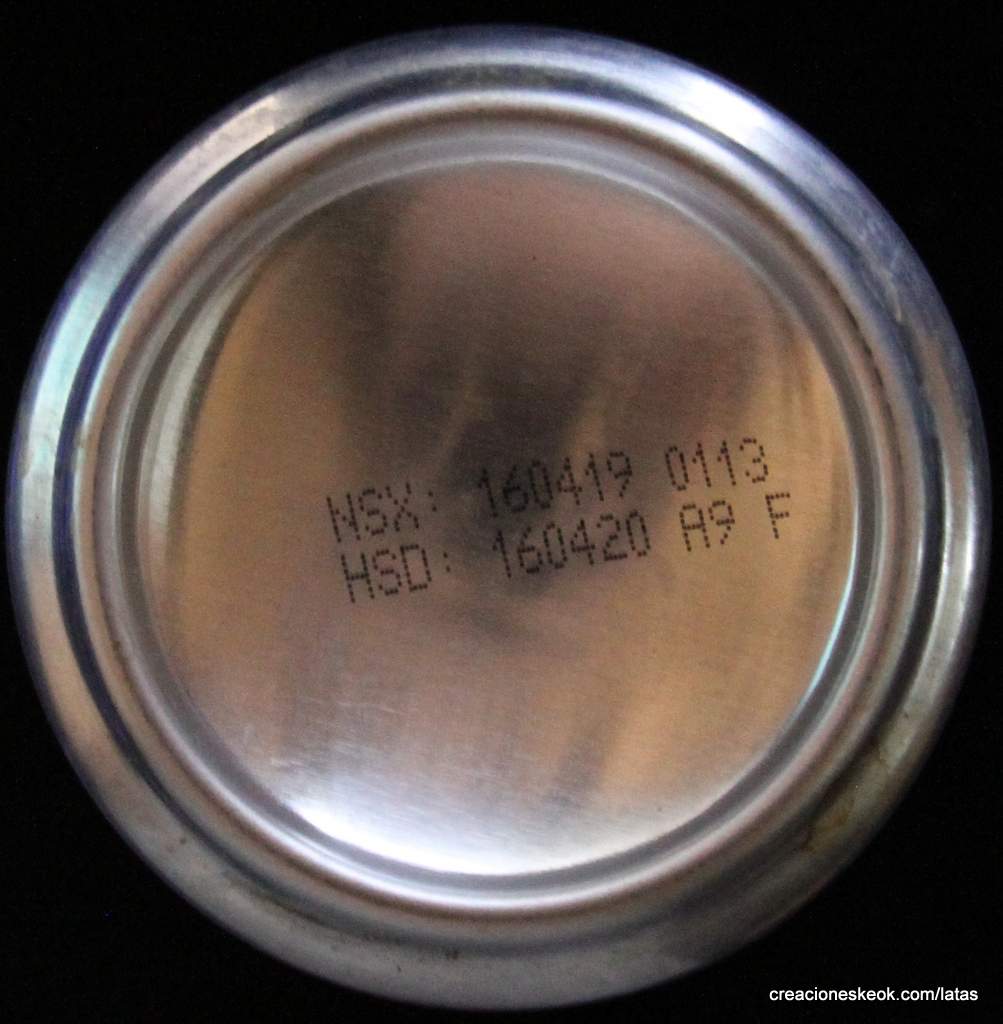 NSX: 160419 0113
HSD: 160420 A9 F
creacioneskeok.com/latas